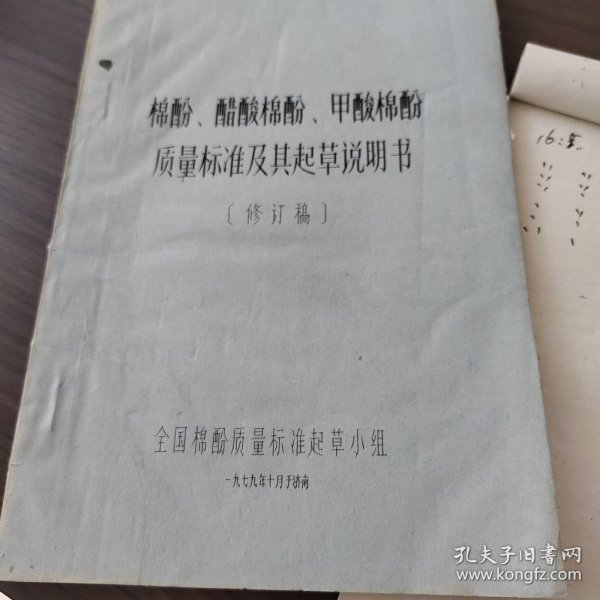 棉酚、醋酸棉酚、甲酸棉酚
质量标准及其起草说明书
〔修订稿〕
全国棉酚质量标准起草小组
一九七九年十月于济南
16:
孔夫子旧书网
www.kongfz.com